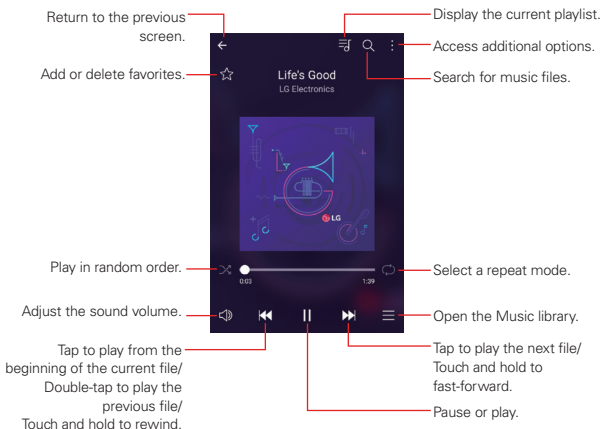 Return to the previous
screen.
Add or delete favorites.
Play in random order.
Adjust the sound volume.
Tap to play from the
beginning of the current file/
Double-tap to play the
previous file/
Touch and hold to rewind.
Life's Good
LG Electronics
LG
0:03
1:39
Display the current playlist.
Access additional options.
Search for music files.
Select a repeat mode.
Open the Music library.
Tap to play the next file/
Touch and hold to
fast-forward.
Pause or play.